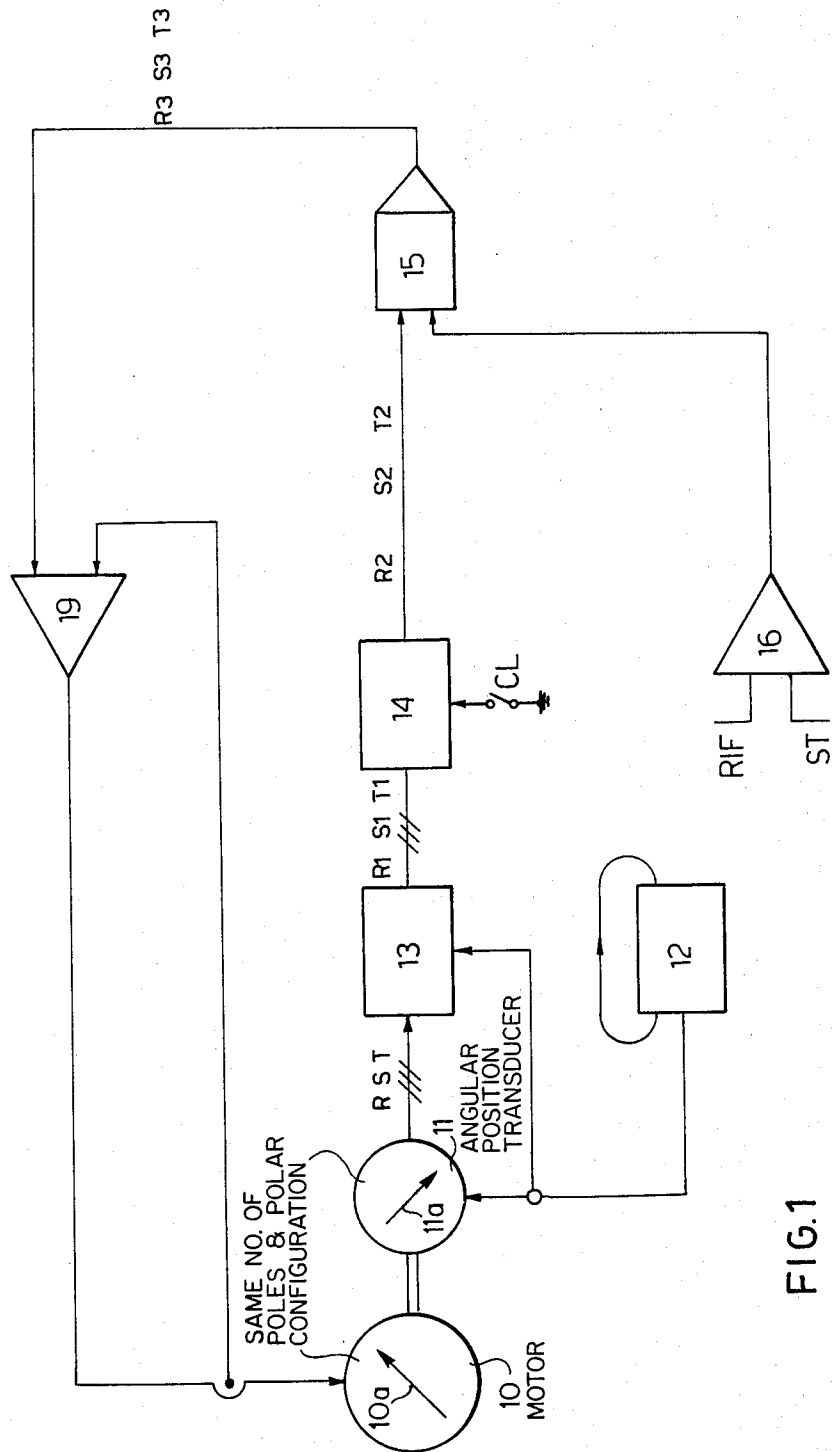 R3 S3 T3
19
15
R2 S2 T2
14
CL
16
RIF
ST
R1 S1 T1
13
12
R S T
11
ANGULAR
POSITION
TRANSDUCER
11a
SAME NO. OF
POLES & POLAR
CONFIGURATION
10a
10
MOTOR
FIG.1